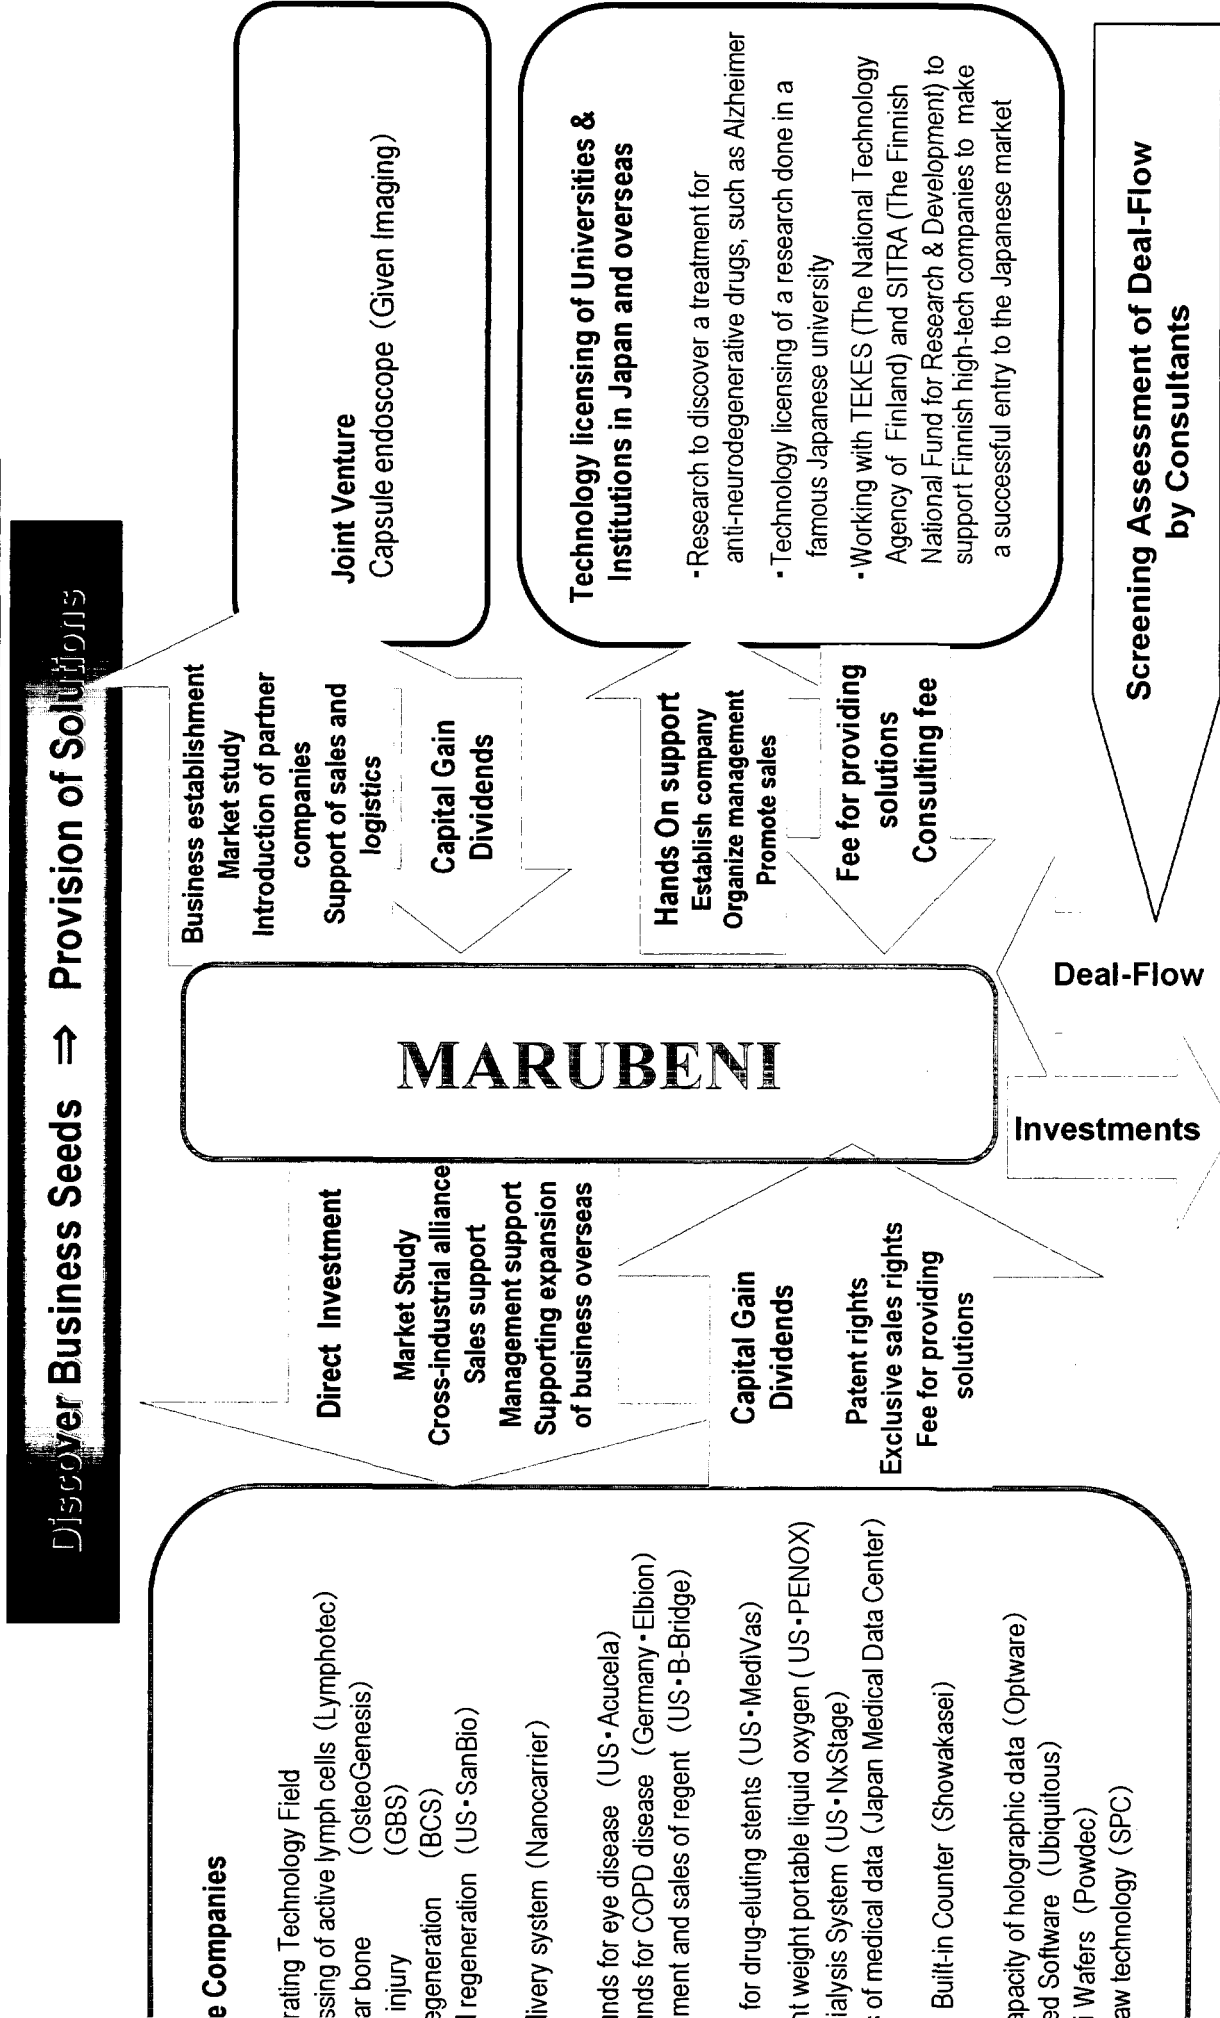 Discover Business Seeds ⇒ Provision of Solutions
e Companies
rating Technology Field
ssing of active lymph cells (Lymphotec)
ar bone (OsteoGenesis)
injury (GBS)
egeneration (BCS)
l regeneration (US・SanBio)
livery system (Nanocarrier)
unds for eye disease (US・Acucela)
unds for COPD disease (Germany・Elbion)
ment and sales of regent (US・B-Bridge)
for drug-eluting stents (US・MediVas)
ht weight portable liquid oxygen (US・PENOX)
ialysis System (US・NxStage)
s of medical data (Japan Medical Data Center)
Built-in Counter (Showakasei)
apacity of holographic data (Optware)
ed Software (Ubiquitous)
i Wafers (Powdec)
aw technology (SPC)
Direct Investment
Market Study
Cross-industrial alliance
Sales support
Management support
Supporting expansion
of business overseas
Capital Gain
Dividends
Patent rights
Exclusive sales rights
Fee for providing
solutions
MARUBENI
Business establishment
Market study
Introduction of partner
companies
Support of sales and
logistics
Capital Gain
Dividends
Hands On support
Establish company
Organize management
Promote sales
Fee for providing
solutions
Consulting fee
Joint Venture
Capsule endoscope (Given Imaging)
Technology licensing of Universities &
Institutions in Japan and overseas
・Research to discover a treatment for
anti-neurodegenerative drugs, such as Alzheimer
・Technology licensing of a research done in a
famous Japanese university
・Working with TEKES (The National Technology
Agency of Finland) and SITRA (The Finnish
National Fund for Research & Development) to
support Finnish high-tech companies to make
a successful entry to the Japanese market
Investments
Deal-Flow
Screening Assessment of Deal-Flow
by Consultants